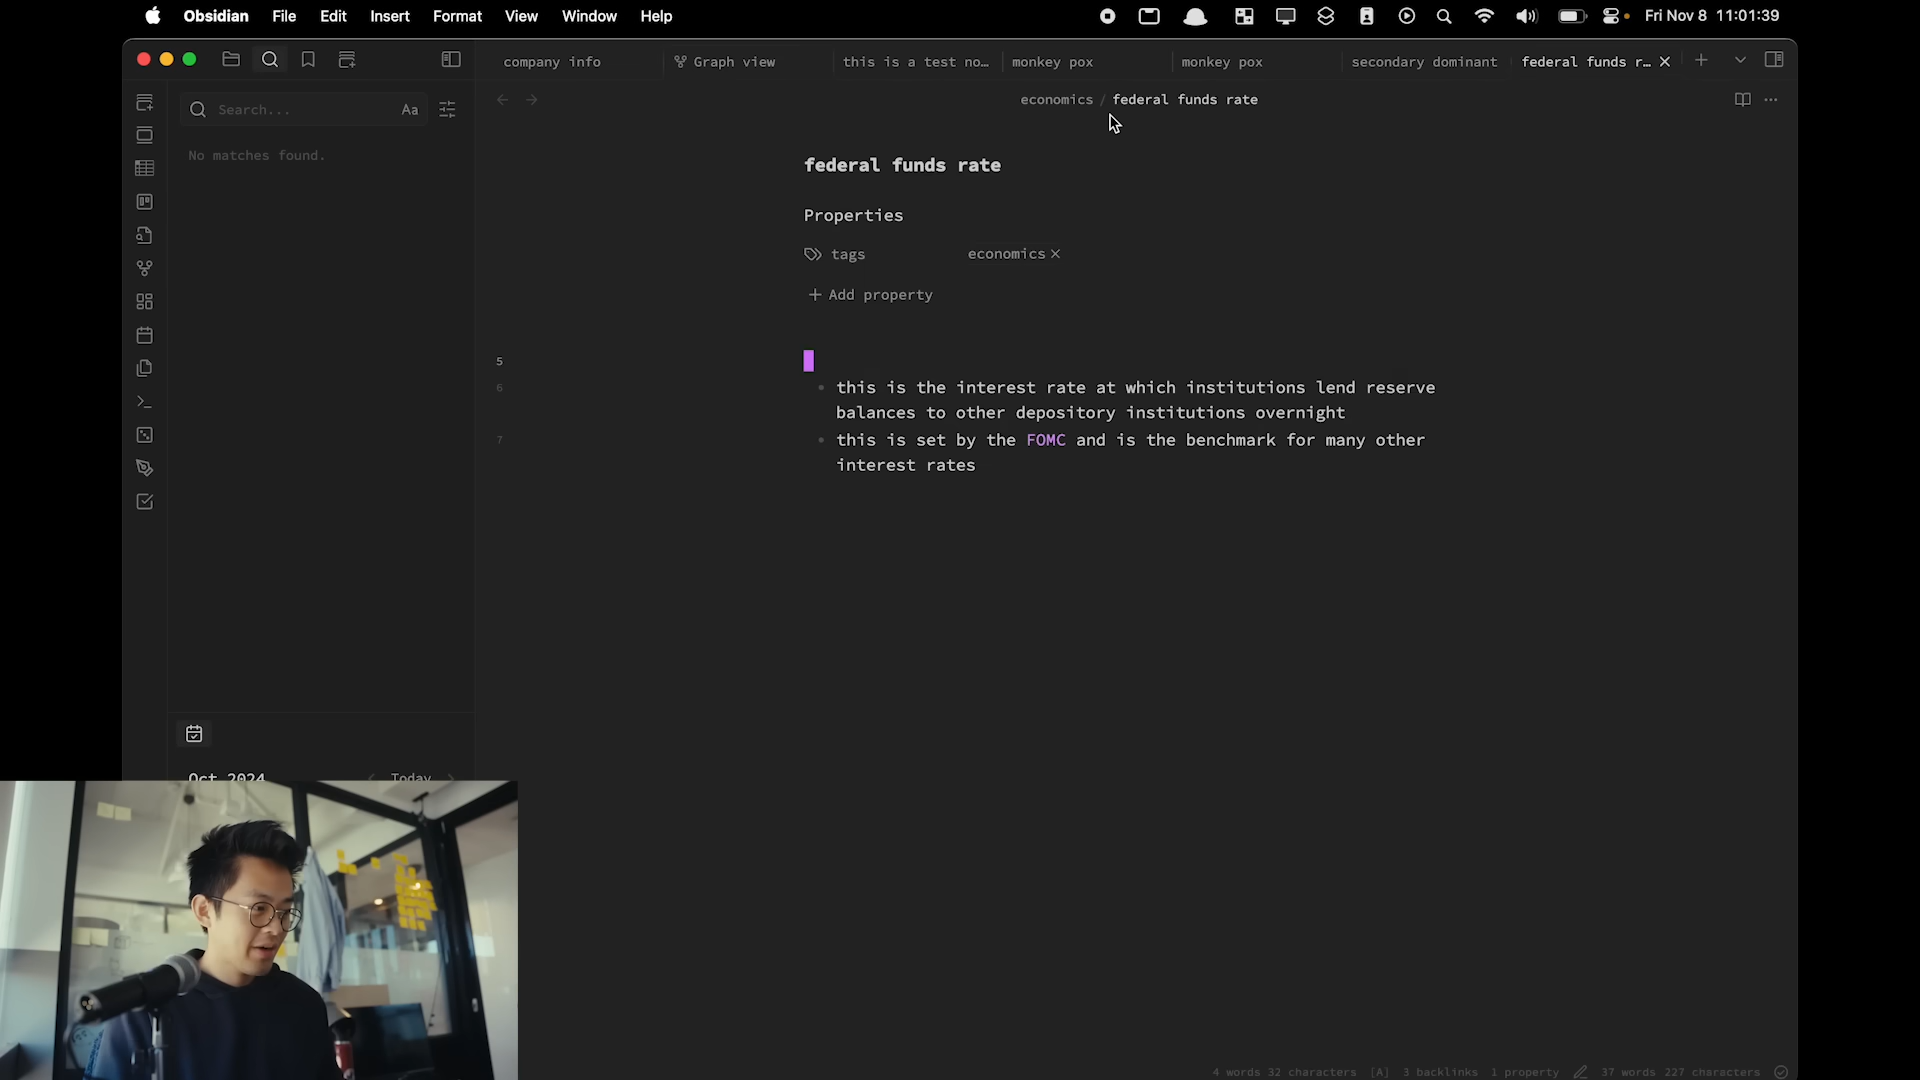 Obsidian File Edit Insert Format View Window Help Fri Nov 8 11:01:39
company info Graph view this is a test no… monkey pox monkey pox secondary dominant federal funds r…
Search... Aa
economics / federal funds rate
No matches found.
federal funds rate
Properties
tags economics
+ Add property
5
6 this is the interest rate at which institutions lend reserve
balances to other depository institutions overnight
7 this is set by the FOMC and is the benchmark for many other
interest rates
Oct 2024 Today
4 words 32 characters [A] 3 backlinks 1 property 37 words 227 characters